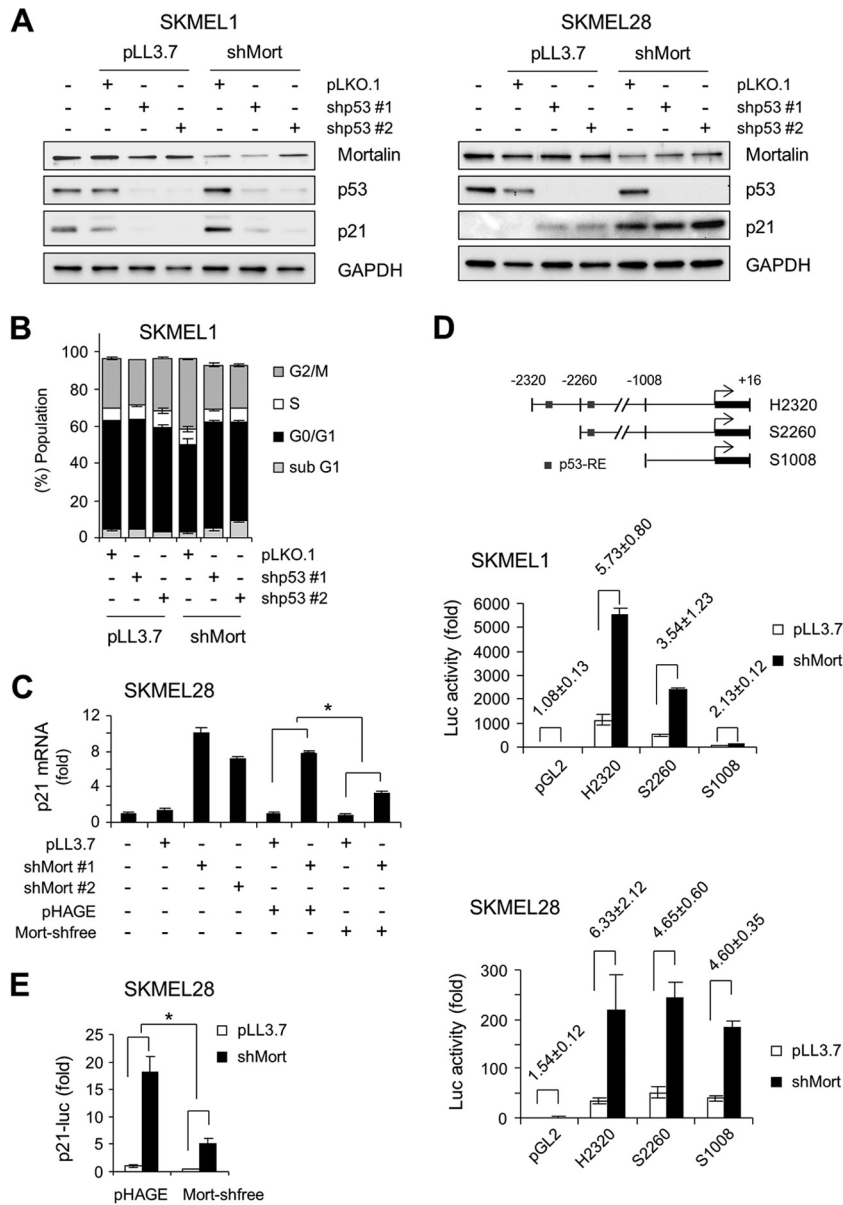 A
SKMEL1
pLL3.7 shMort
- + - - + - - pLKO.1
- - + - - + - shp53 #1
- - - + - - + shp53 #2
Mortalin
p53
p21
GAPDH
SKMEL28
pLL3.7 shMort
- + - - + - - pLKO.1
- - + - - + - shp53 #1
- - - + - - + shp53 #2
Mortalin
p53
p21
GAPDH
B
SKMEL1
(%) Population
100
80
60
40
20
0
G2/M
S
G0/G1
sub G1
+ - - + - - pLKO.1
- + - - + - shp53 #1
- - + - - + shp53 #2
pLL3.7 shMort
C
SKMEL28
p21 mRNA
(fold)
12
8
4
0
*
pLL3.7 - + - - + - + -
shMort #1 - - + - - + - +
shMort #2 - - - + - - - -
pHAGE - - - - + + - -
Mort-shfree - - - - - - + +
D
-2320 -2260 -1008 +16
H2320
S2260
S1008
p53-RE
SKMEL1
Luc activity (fold)
6000
5000
4000
3000
2000
1000
0
1.08±0.13
5.73±0.80
3.54±1.23
2.13±0.12
pLL3.7
shMort
pGL2 H2320 S2260 S1008
SKMEL28
Luc activity (fold)
300
200
100
0
1.54±0.12
6.33±2.12
4.65±0.60
4.60±0.35
pLL3.7
shMort
pGL2 H2320 S2260 S1008
E
SKMEL28
p21-luc (fold)
25
20
15
10
5
0
*
pLL3.7
shMort
pHAGE Mort-shfree